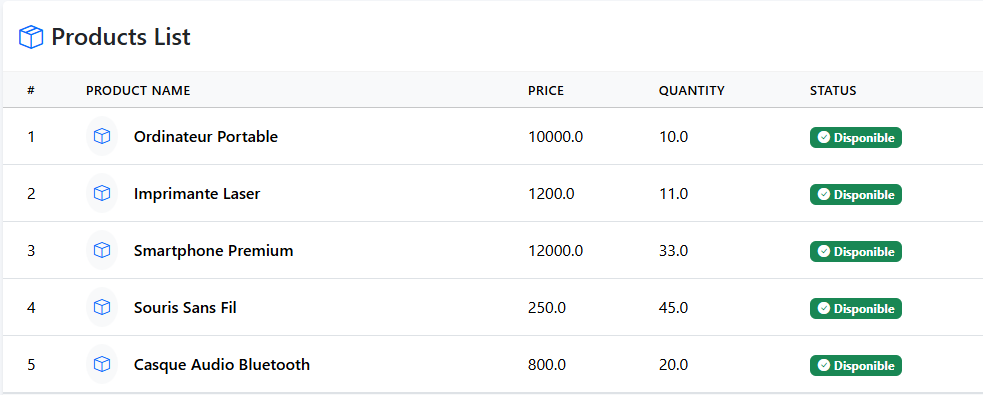 Products List
# PRODUCT NAME PRICE QUANTITY STATUS
1 Ordinateur Portable 10000.0 10.0 Disponible
2 Imprimante Laser 1200.0 11.0 Disponible
3 Smartphone Premium 12000.0 33.0 Disponible
4 Souris Sans Fil 250.0 45.0 Disponible
5 Casque Audio Bluetooth 800.0 20.0 Disponible